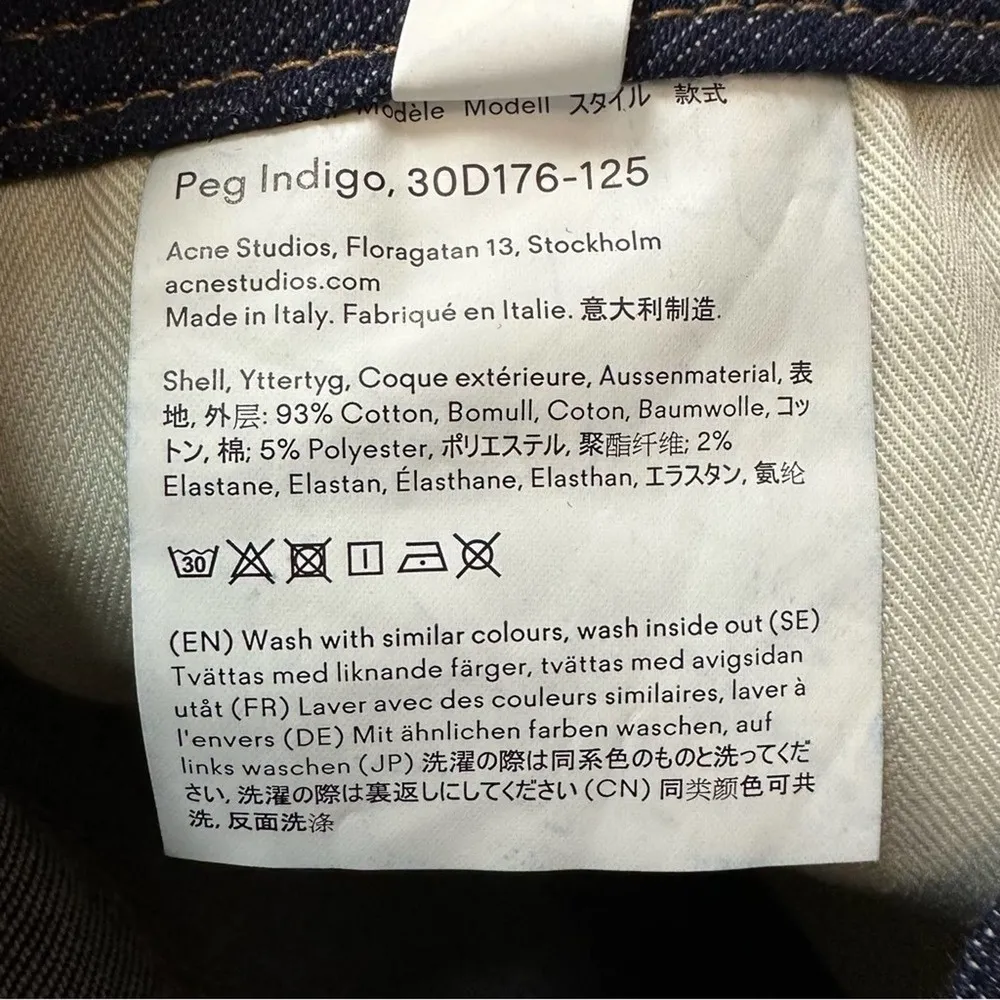 Modèle Modell スタイル 款式
Peg Indigo, 30D176-125
Acne Studios, Floragatan 13, Stockholm
acnestudios.com
Made in Italy. Fabriqué en Italie. 意大利制造.
Shell, Yttertyg, Coque extérieure, Aussenmaterial, 表
地, 外层: 93% Cotton, Bomull, Coton, Baumwolle, コッ
トン, 棉; 5% Polyester, ポリエステル, 聚酯纤维; 2%
Elastane, Elastan, Élasthane, Elasthan, エラスタン, 氨纶
30
(EN) Wash with similar colours, wash inside out (SE)
Tvättas med liknande färger, tvättas med avigsidan
utåt (FR) Laver avec des couleurs similaires, laver à
l'envers (DE) Mit ähnlichen farben waschen, auf
links waschen (JP) 洗濯の際は同系色のものと洗ってくだ
さい, 洗濯の際は裏返しにしてください (CN) 同类颜色可共
洗, 反面洗涤